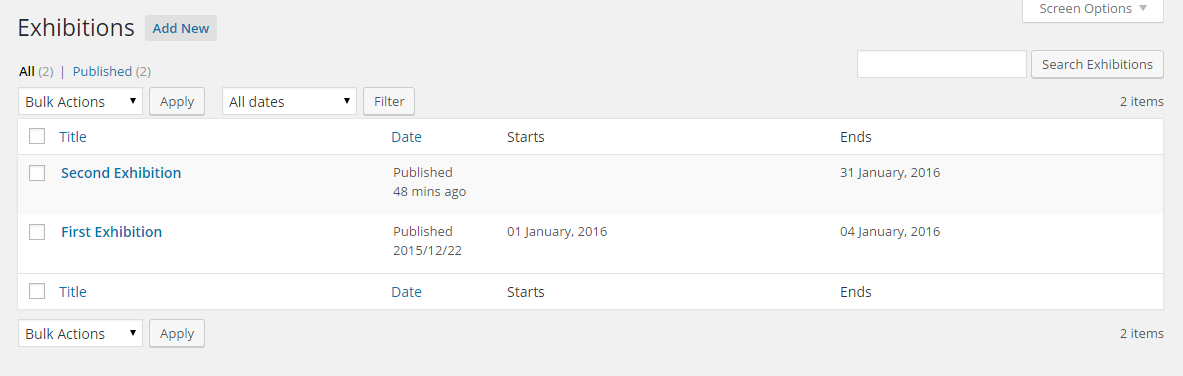 Screen Options
Exhibitions Add New
All (2) | Published (2)
Search Exhibitions
Bulk Actions Apply All dates Filter 2 items
Title Date Starts Ends
Second Exhibition Published 31 January, 2016
48 mins ago
First Exhibition Published 01 January, 2016 04 January, 2016
2015/12/22
Title Date Starts Ends
Bulk Actions Apply 2 items